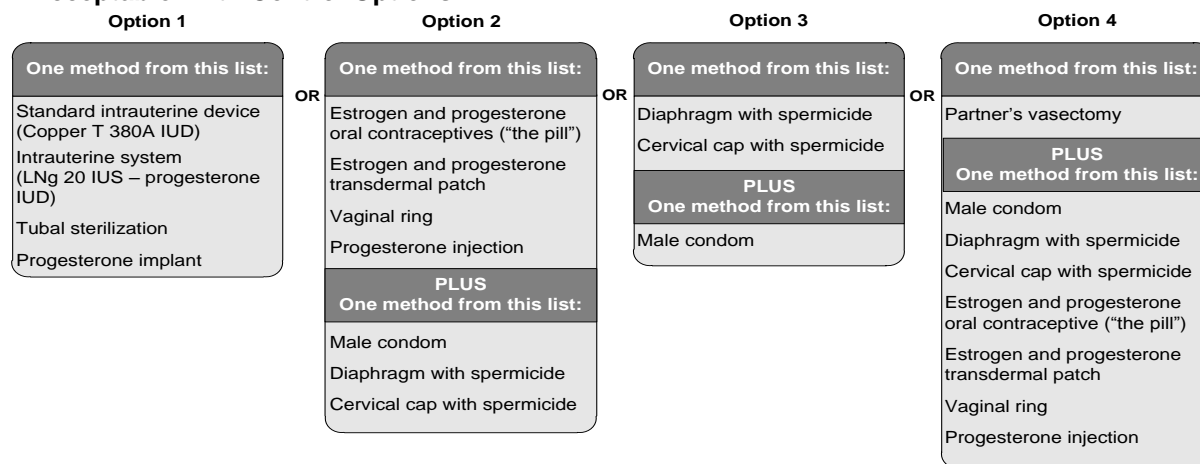 Option 1
One method from this list:
Standard intrauterine device
(Copper T 380A IUD)
Intrauterine system
(LNg 20 IUS – progesterone
IUD)
Tubal sterilization
Progesterone implant
OR
Option 2
One method from this list:
Estrogen and progesterone
oral contraceptives (“the pill”)
Estrogen and progesterone
transdermal patch
Vaginal ring
Progesterone injection
PLUS
One method from this list:
Male condom
Diaphragm with spermicide
Cervical cap with spermicide
OR
Option 3
One method from this list:
Diaphragm with spermicide
Cervical cap with spermicide
PLUS
One method from this list:
Male condom
OR
Option 4
One method from this list:
Partner’s vasectomy
PLUS
One method from this list:
Male condom
Diaphragm with spermicide
Cervical cap with spermicide
Estrogen and progesterone
oral contraceptive (“the pill”)
Estrogen and progesterone
transdermal patch
Vaginal ring
Progesterone injection